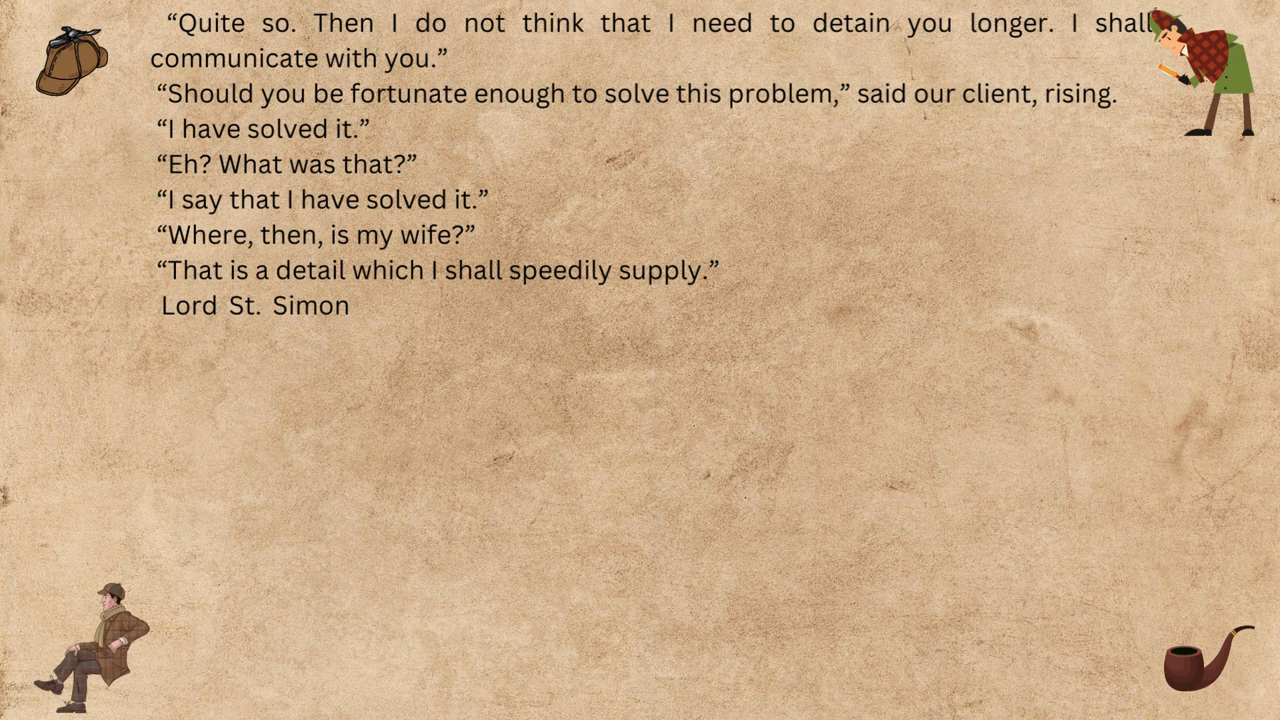 “Quite so. Then I do not think that I need to detain you longer. I shall
communicate with you.”
“Should you be fortunate enough to solve this problem,” said our client, rising.
“I have solved it.”
“Eh? What was that?”
“I say that I have solved it.”
“Where, then, is my wife?”
“That is a detail which I shall speedily supply.”
Lord St. Simon